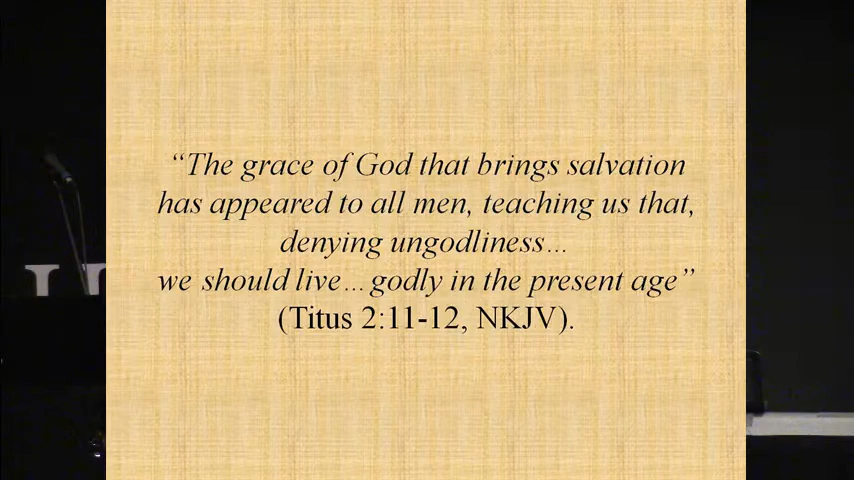 “The grace of God that brings salvation
has appeared to all men, teaching us that,
denying ungodliness…
we should live…godly in the present age”
(Titus 2:11-12, NKJV).